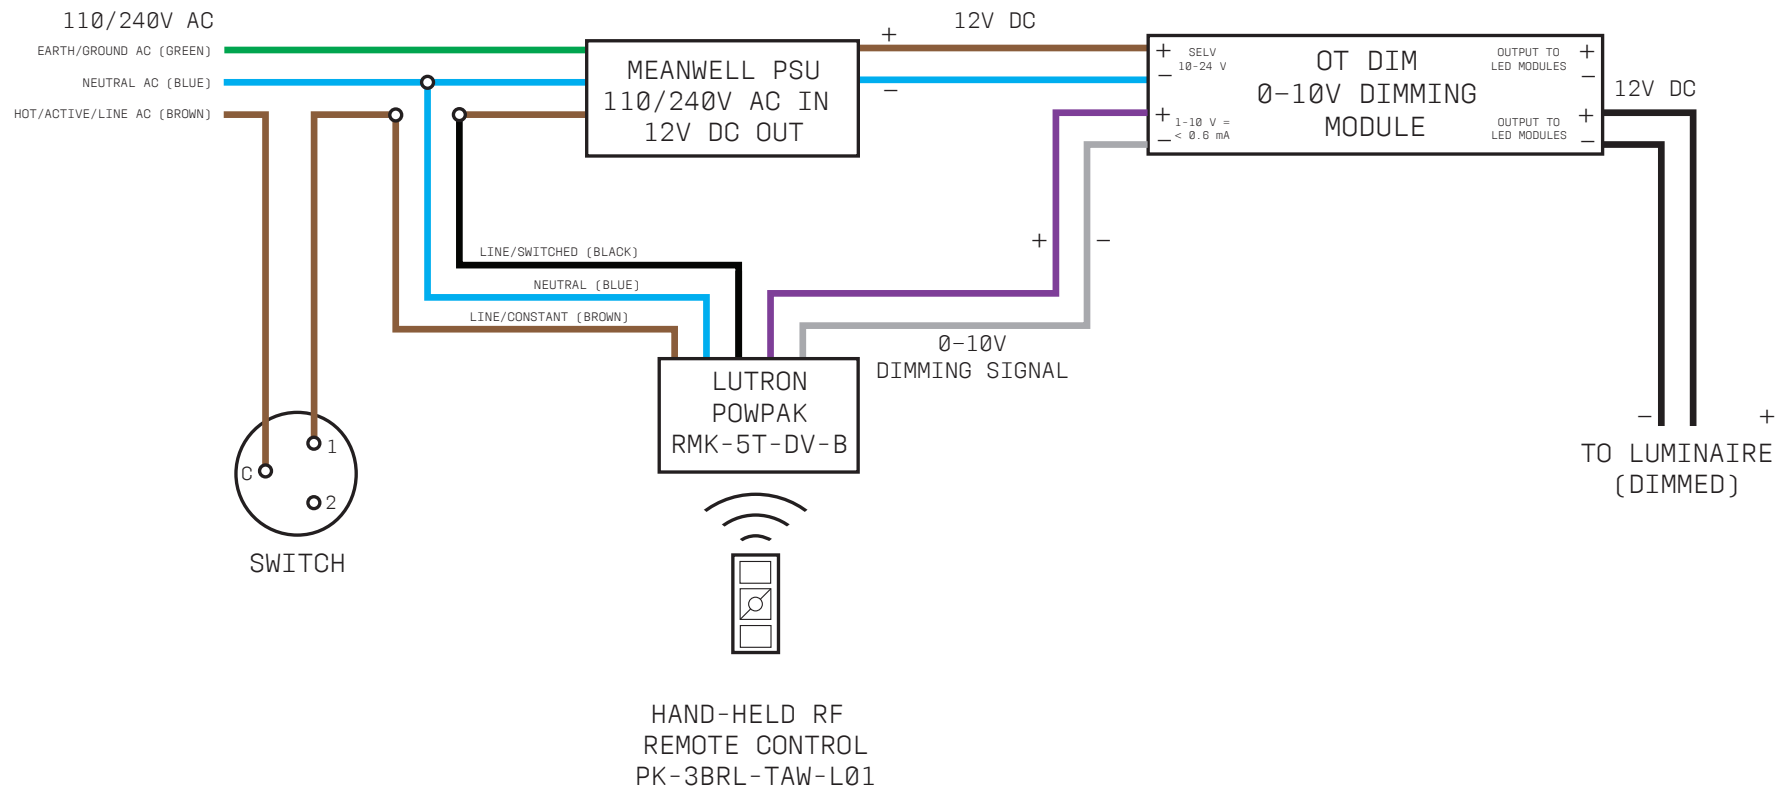 110/240V AC
EARTH/GROUND AC (GREEN)
NEUTRAL AC (BLUE)
HOT/ACTIVE/LINE AC (BROWN)
MEANWELL PSU
110/240V AC IN
12V DC OUT
+
−
12V DC
+
−
SELV
10-24 V
+
−
1-10 V =
< 0.6 mA
OT DIM
0–10V DIMMING
MODULE
OUTPUT TO
LED MODULES
+
−
OUTPUT TO
LED MODULES
+
−
12V DC
LINE/SWITCHED (BLACK)
NEUTRAL (BLUE)
LINE/CONSTANT (BROWN)
+
−
0–10V
DIMMING SIGNAL
LUTRON
POWPAK
RMK-5T-DV-B
−
+
TO LUMINAIRE
(DIMMED)
C
1
2
SWITCH
HAND-HELD RF
REMOTE CONTROL
PK-3BRL-TAW-L01